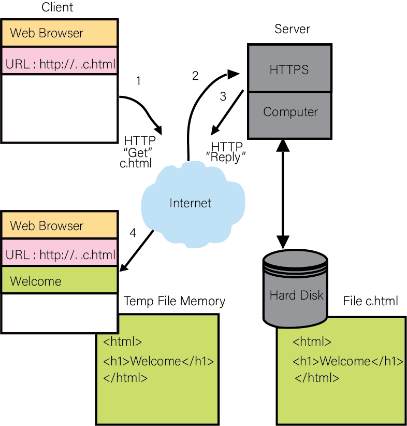 Client
Web Browser
URL : http://. .c.html
1
HTTP
"Get"
c.html
2
3
HTTP
"Reply"
Server
HTTPS
Computer
Internet
Web Browser
URL : http://. .c.html
Welcome
4
Hard Disk
Temp File Memory
<html>
<h1>Welcome</h1>
</html>
File c.html
<html>
<h1>Welcome</h1>
</html>